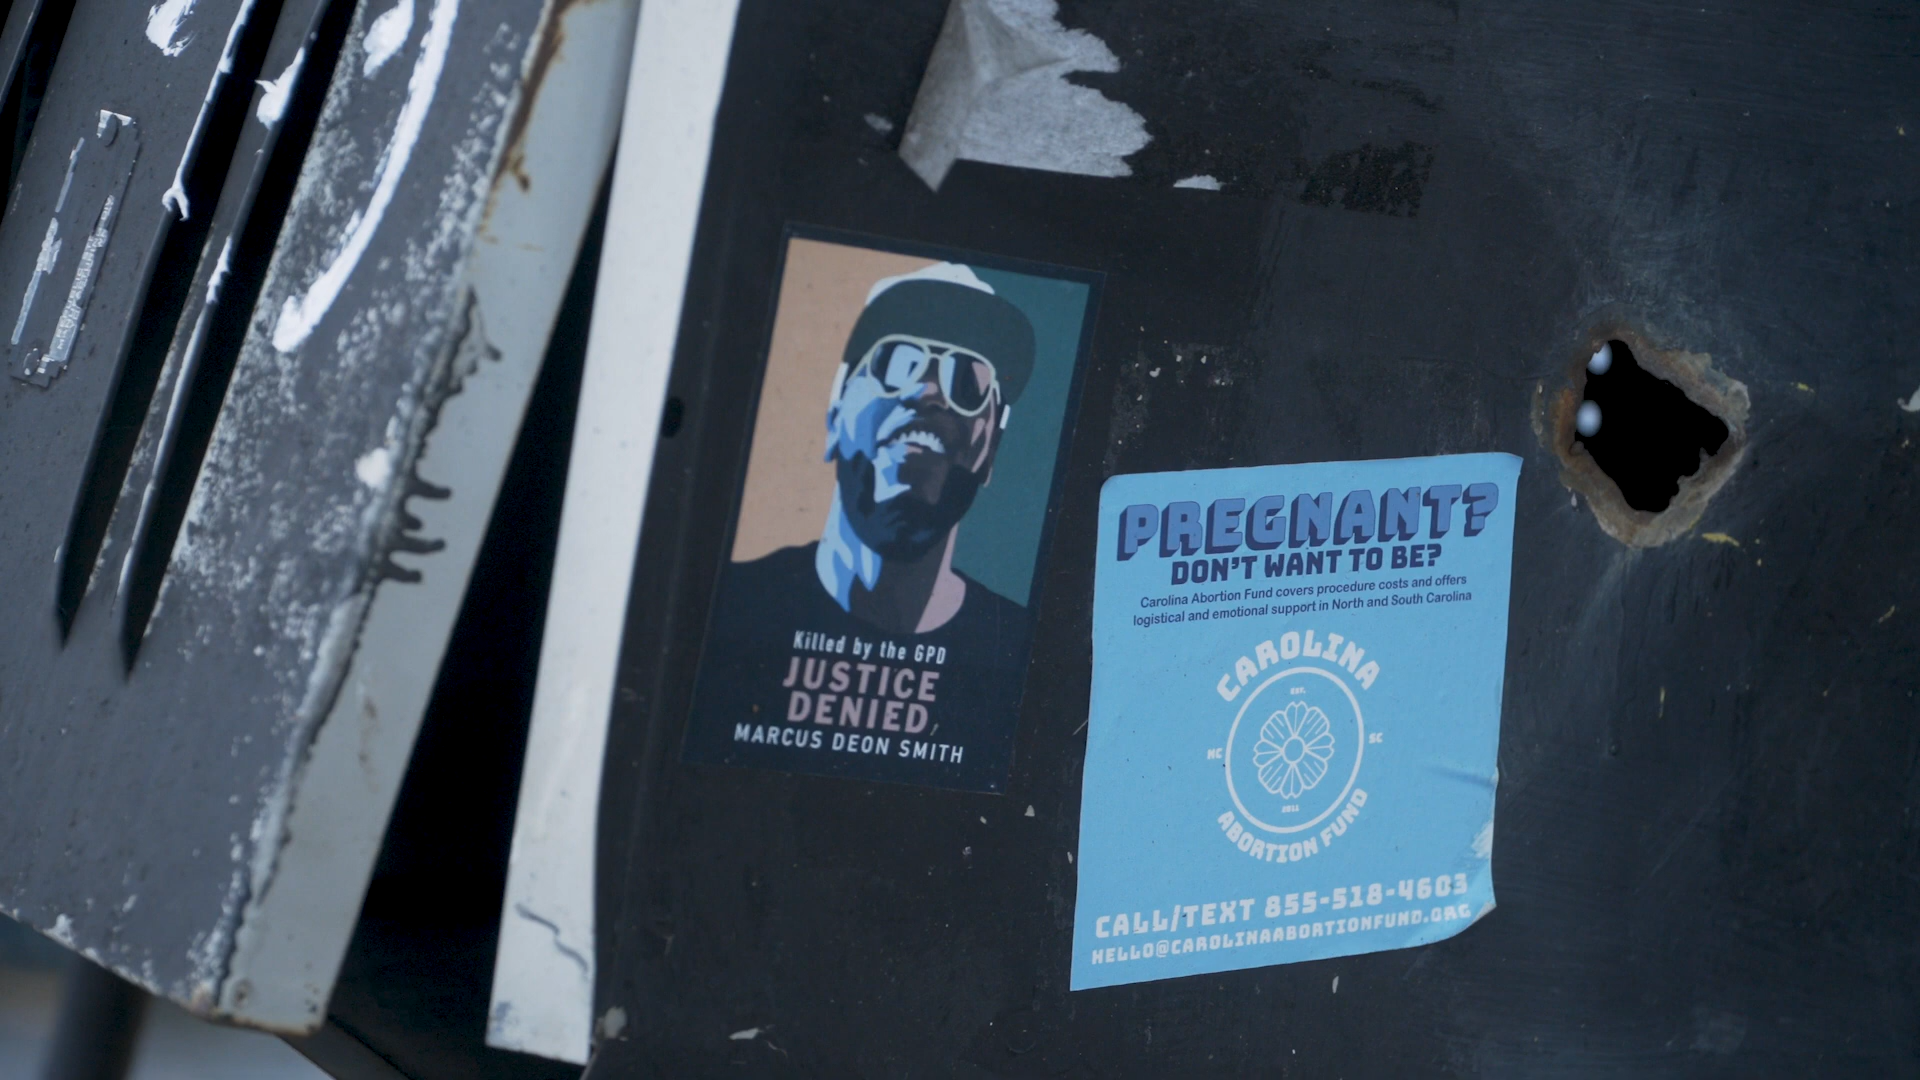 Killed by the GPD
JUSTICE
DENIED
MARCUS DEON SMITH
PREGNANT?
DON'T WANT TO BE?
Carolina Abortion Fund covers procedure costs and offers
logistical and emotional support in North and South Carolina
CAROLINA
EST.
NC
SC
2011
ABORTION FUND
CALL/TEXT 855-518-4603
HELLO@CAROLINAABORTIONFUND.ORG